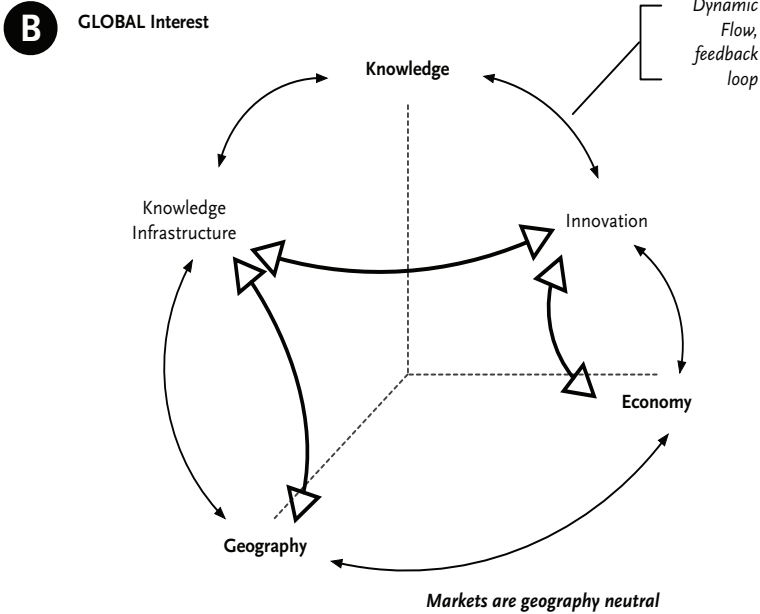 B
GLOBAL Interest
Dynamic
Flow,
feedback
loop
Knowledge
Knowledge
Infrastructure
Innovation
Economy
Geography
Markets are geography neutral